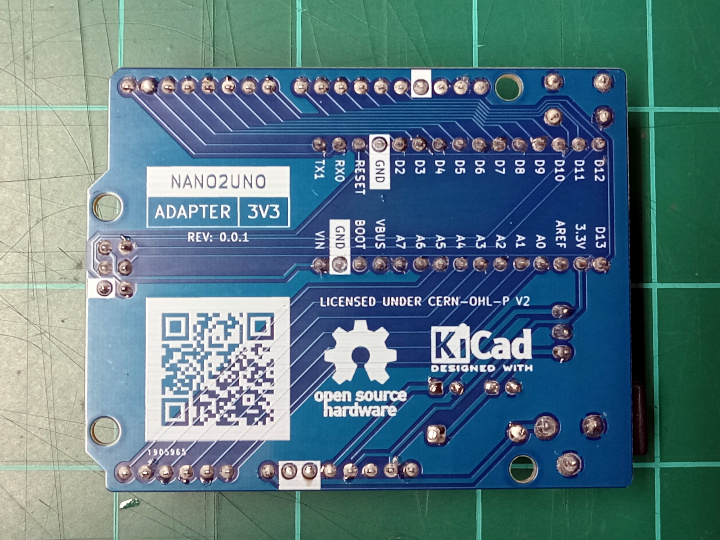 TX1 RX0 RESET GND D2 D3 D4 D5 D6 D7 D8 D9 D10 D11 D12
NANO2UNO
ADAPTER 3V3
REV: 0.0.1
VIN GND BOOT VBUS A7 A6 A5 A4 A3 A2 A1 A0 AREF 3.3V D13
LICENSED UNDER CERN-OHL-P V2
open source
hardware
KiCad
DESIGNED WITH
1905965